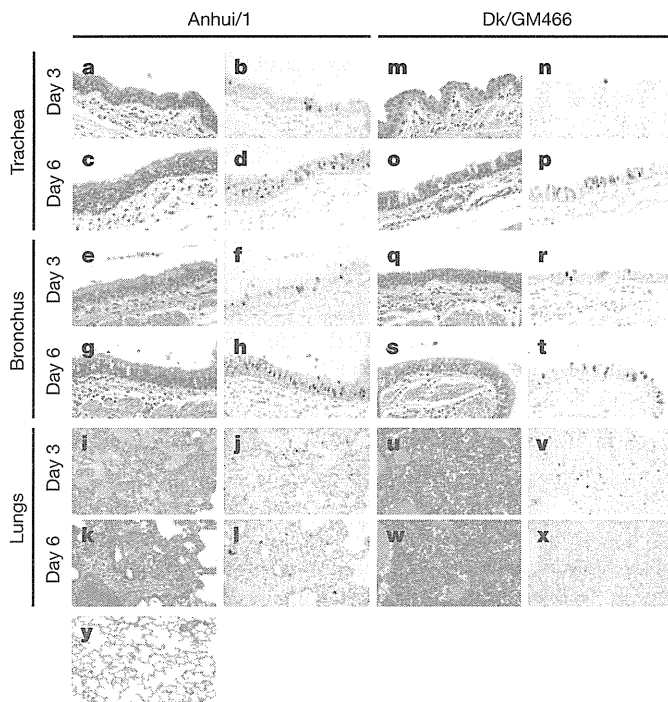 Anhui/1 Dk/GM466
Trachea
Day 3
a b m n
Day 6
c d o p
Bronchus
Day 3
e f q r
Day 6
g h s t
Lungs
Day 3
i j u v
Day 6
k l w x
y